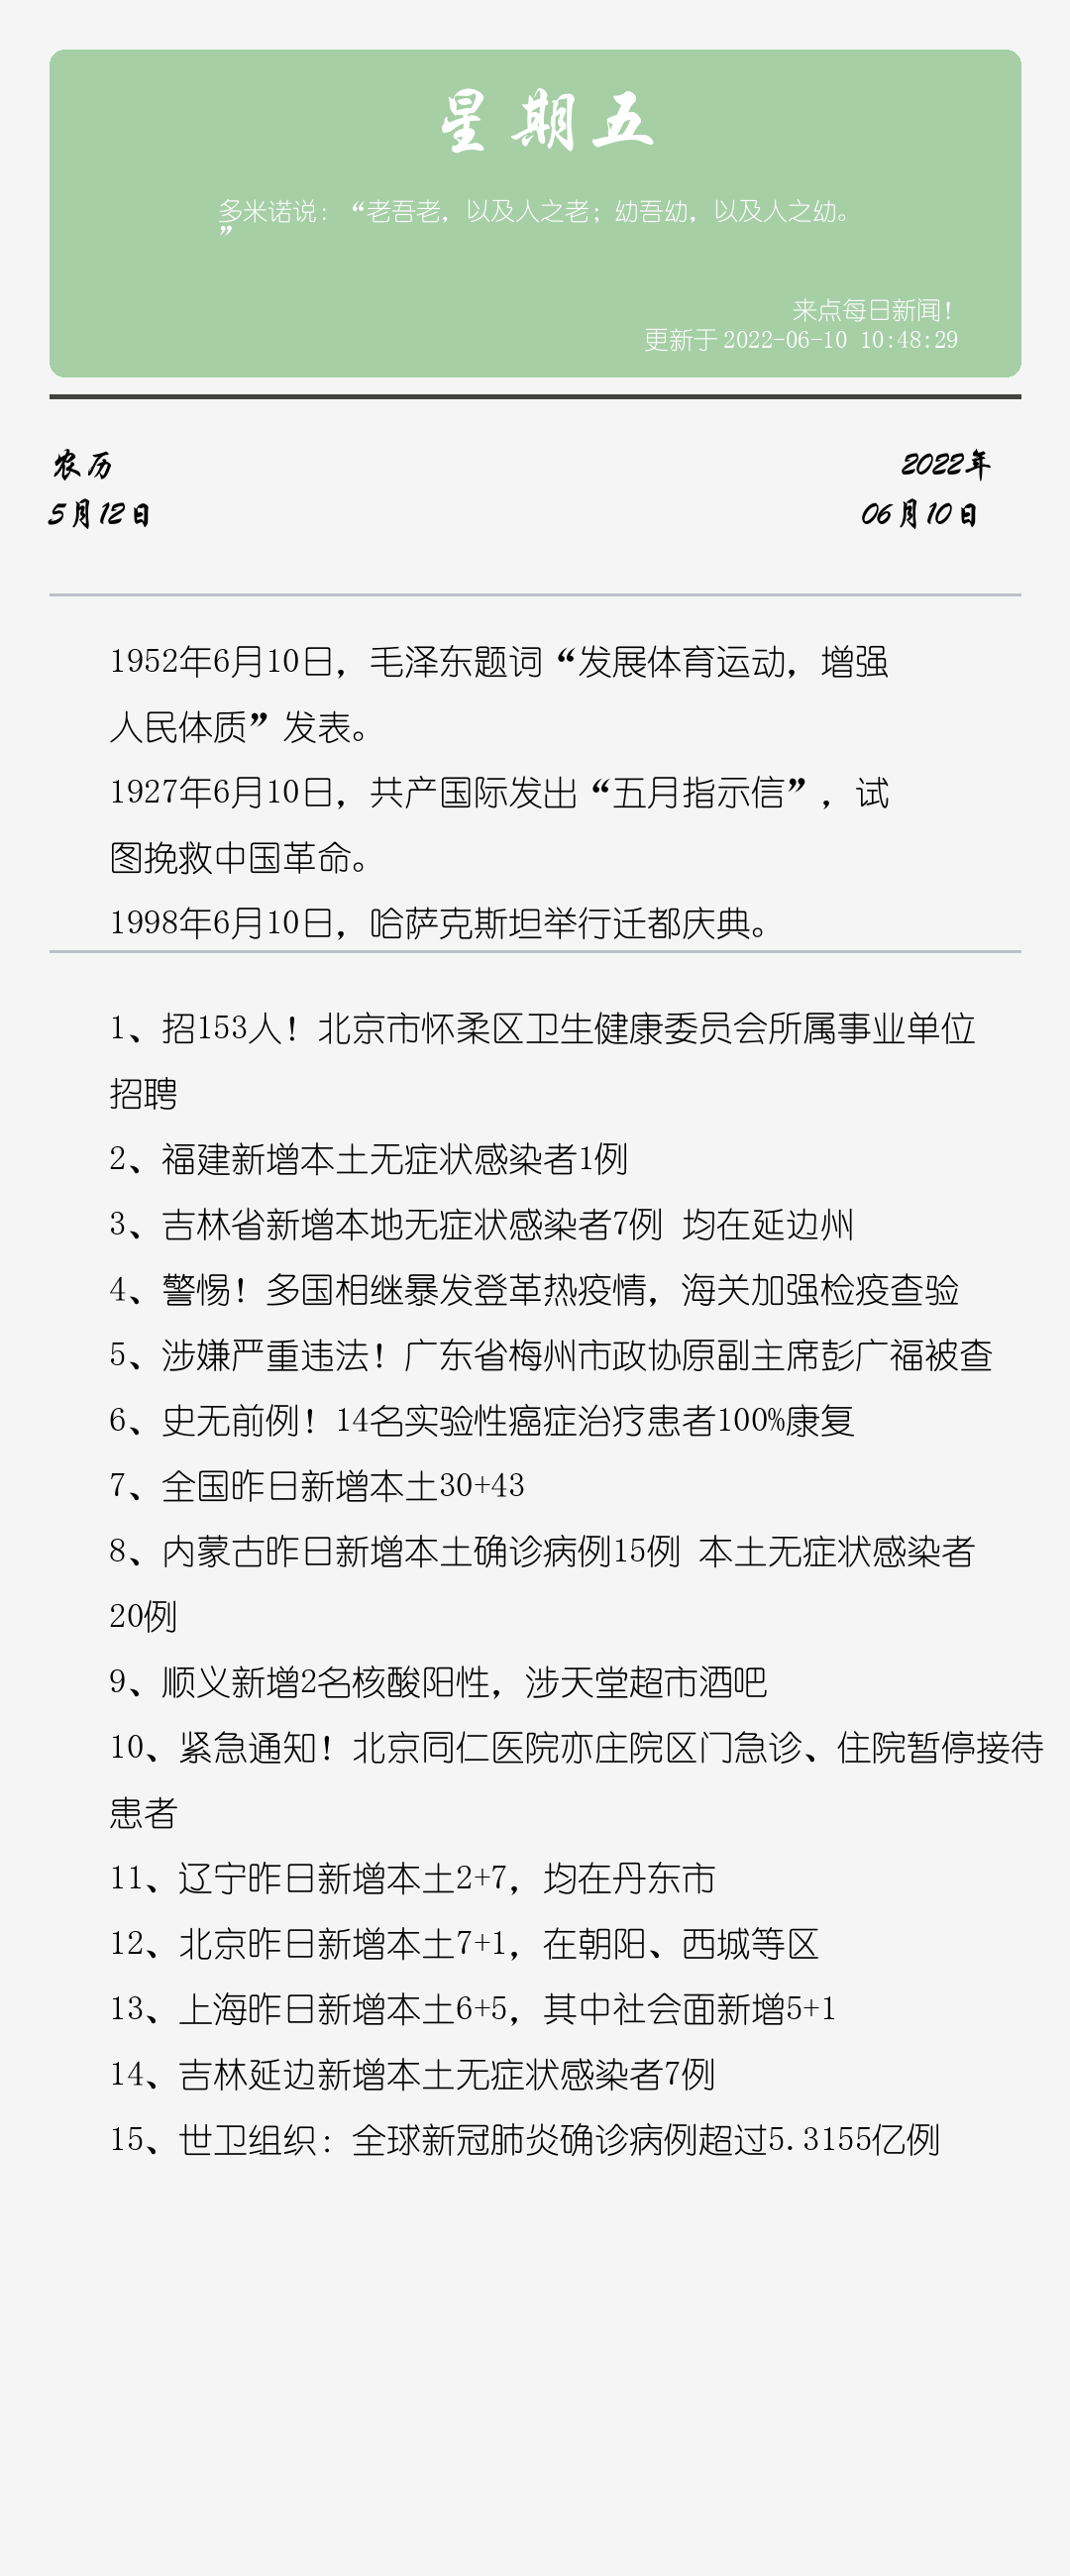 星期五
多米诺说：“老吾老，以及人之老；幼吾幼，以及人之幼。
”
来点每日新闻！
更新于 2022-06-10 10:48:29
农历
2022年
5月12日
06月10日
1952年6月10日，毛泽东题词“发展体育运动，增强
人民体质”发表。
1927年6月10日，共产国际发出“五月指示信”，试
图挽救中国革命。
1998年6月10日，哈萨克斯坦举行迁都庆典。
1、招153人！北京市怀柔区卫生健康委员会所属事业单位
招聘
2、福建新增本土无症状感染者1例
3、吉林省新增本地无症状感染者7例 均在延边州
4、警惕！多国相继暴发登革热疫情，海关加强检疫查验
5、涉嫌严重违法！广东省梅州市政协原副主席彭广福被查
6、史无前例！14名实验性癌症治疗患者100%康复
7、全国昨日新增本土30+43
8、内蒙古昨日新增本土确诊病例15例 本土无症状感染者
20例
9、顺义新增2名核酸阳性，涉天堂超市酒吧
10、紧急通知！北京同仁医院亦庄院区门急诊、住院暂停接待
患者
11、辽宁昨日新增本土2+7，均在丹东市
12、北京昨日新增本土7+1，在朝阳、西城等区
13、上海昨日新增本土6+5，其中社会面新增5+1
14、吉林延边新增本土无症状感染者7例
15、世卫组织：全球新冠肺炎确诊病例超过5.3155亿例